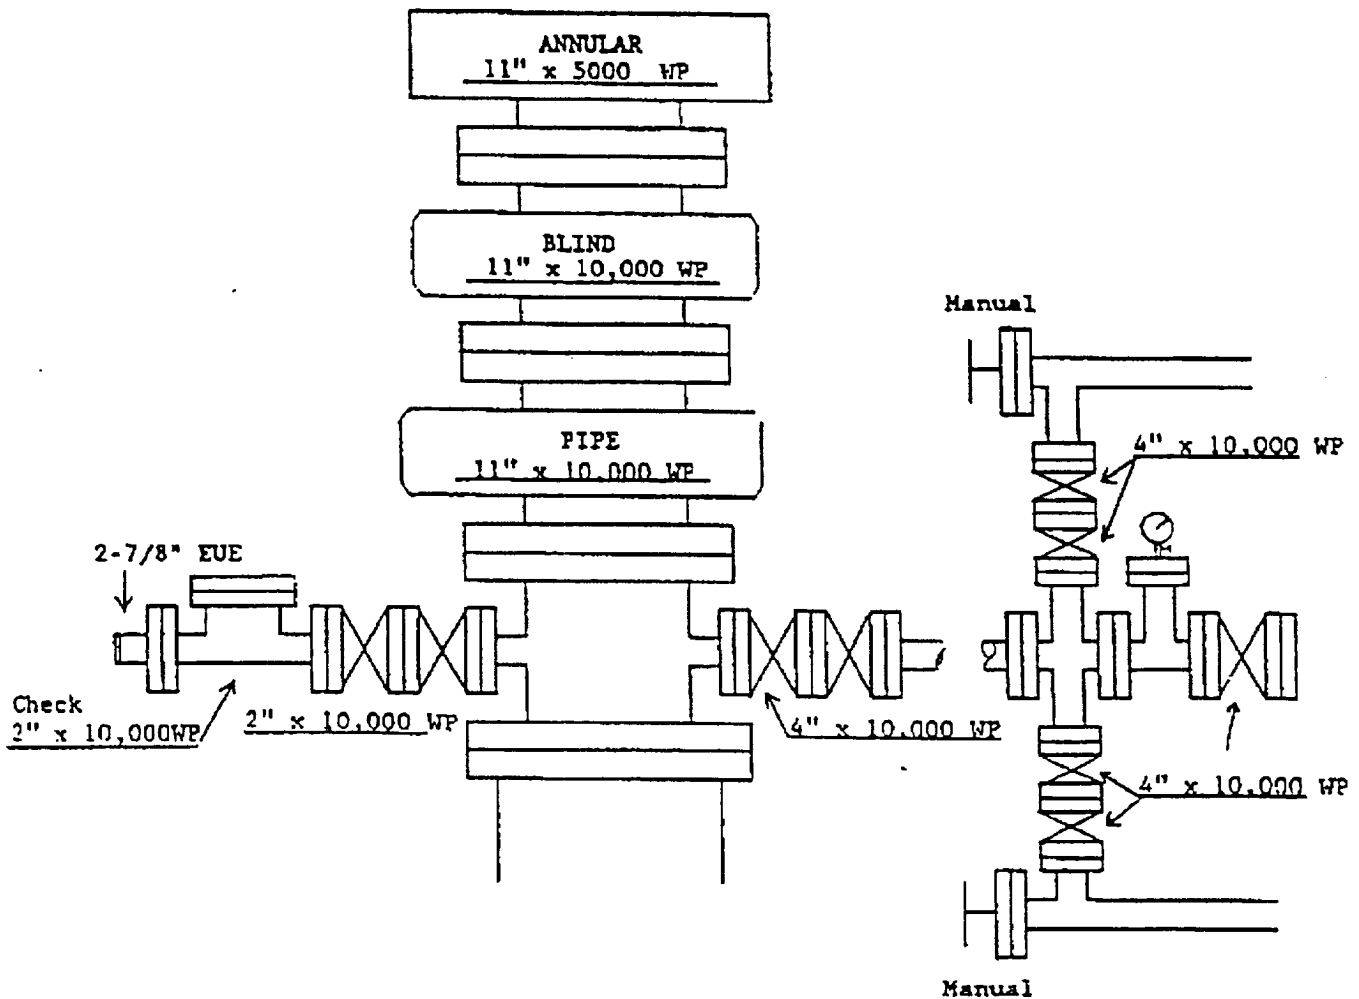 ANNULAR
11" x 5000 WP
BLIND
11" x 10,000 WP
PIPE
11" x 10.000 WP
2-7/8" EUE
Check
2" x 10,000WP
2" x 10,000 WP
4" x 10.000 WP
Manual
4" x 10.000 WP
4" x 10.000 WP
Manual